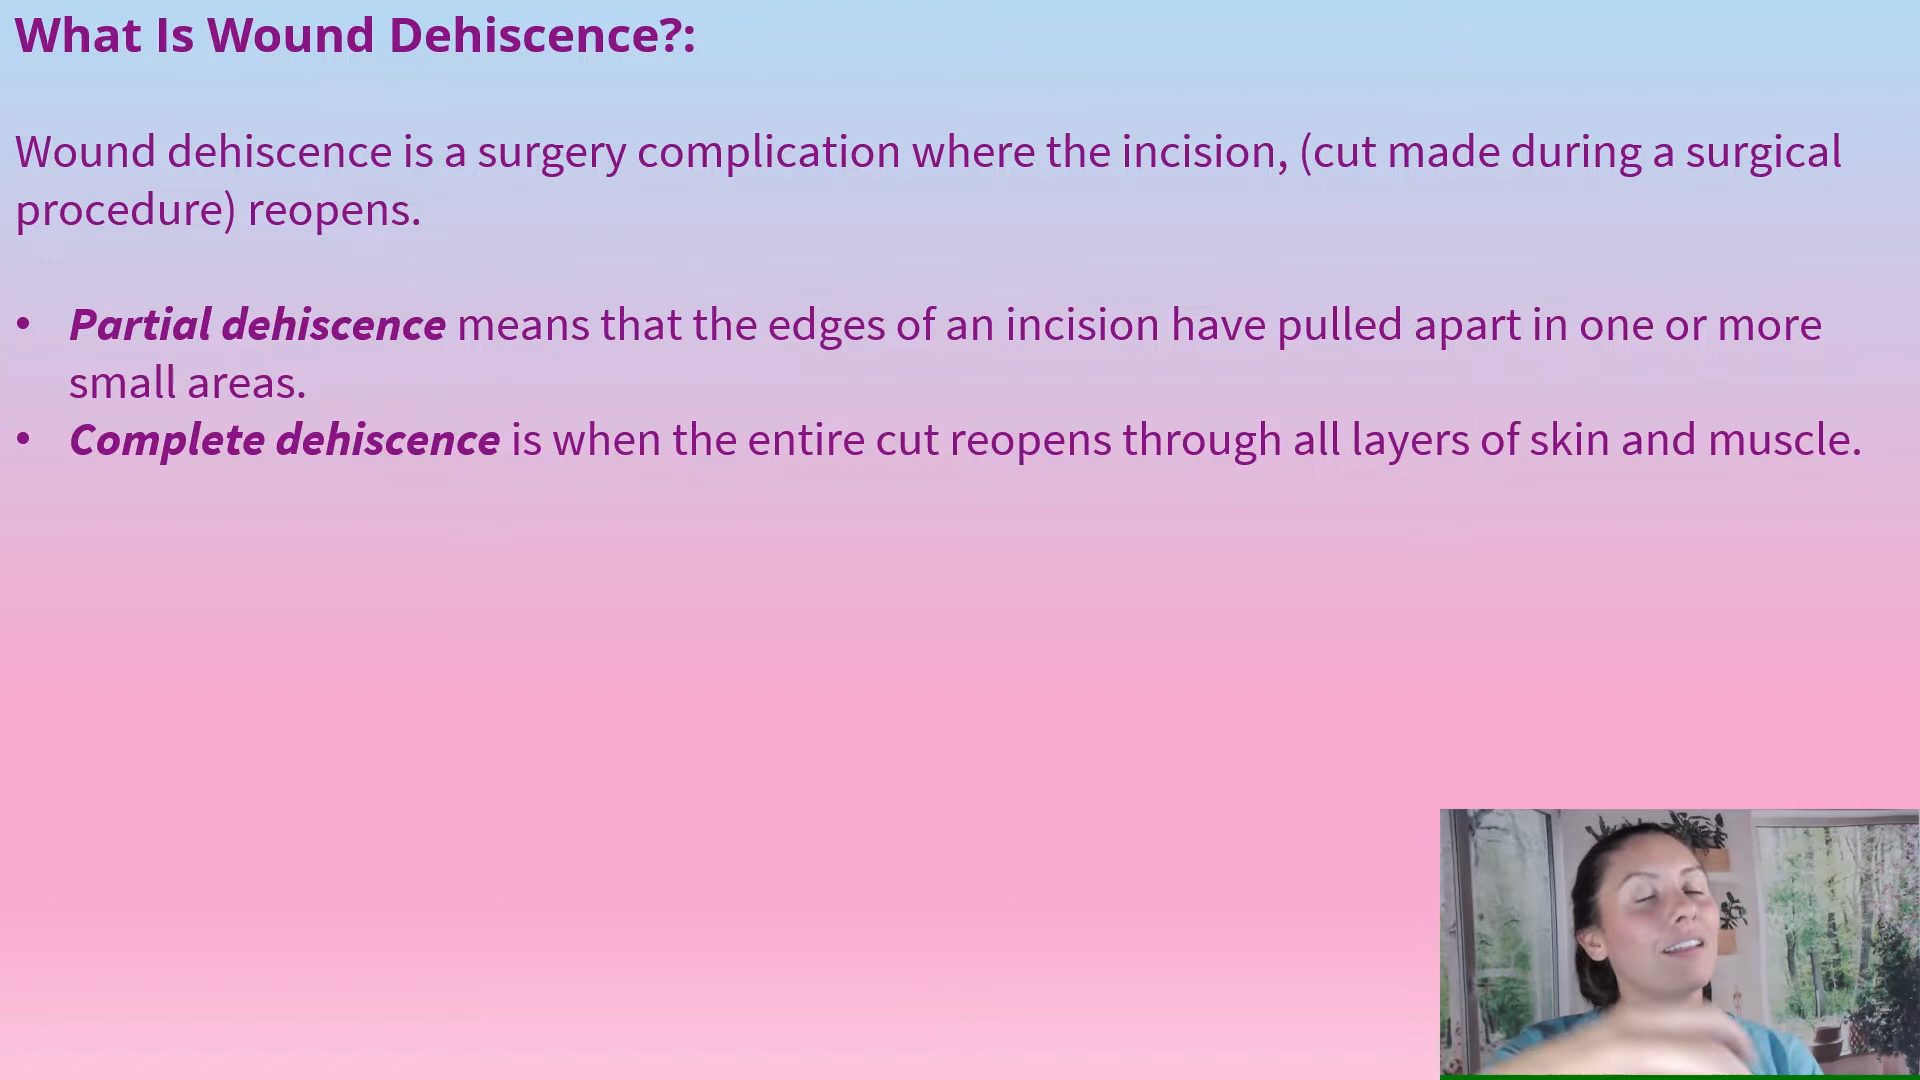 What Is Wound Dehiscence?:
Wound dehiscence is a surgery complication where the incision, (cut made during a surgical
procedure) reopens.
• Partial dehiscence means that the edges of an incision have pulled apart in one or more
small areas.
• Complete dehiscence is when the entire cut reopens through all layers of skin and muscle.